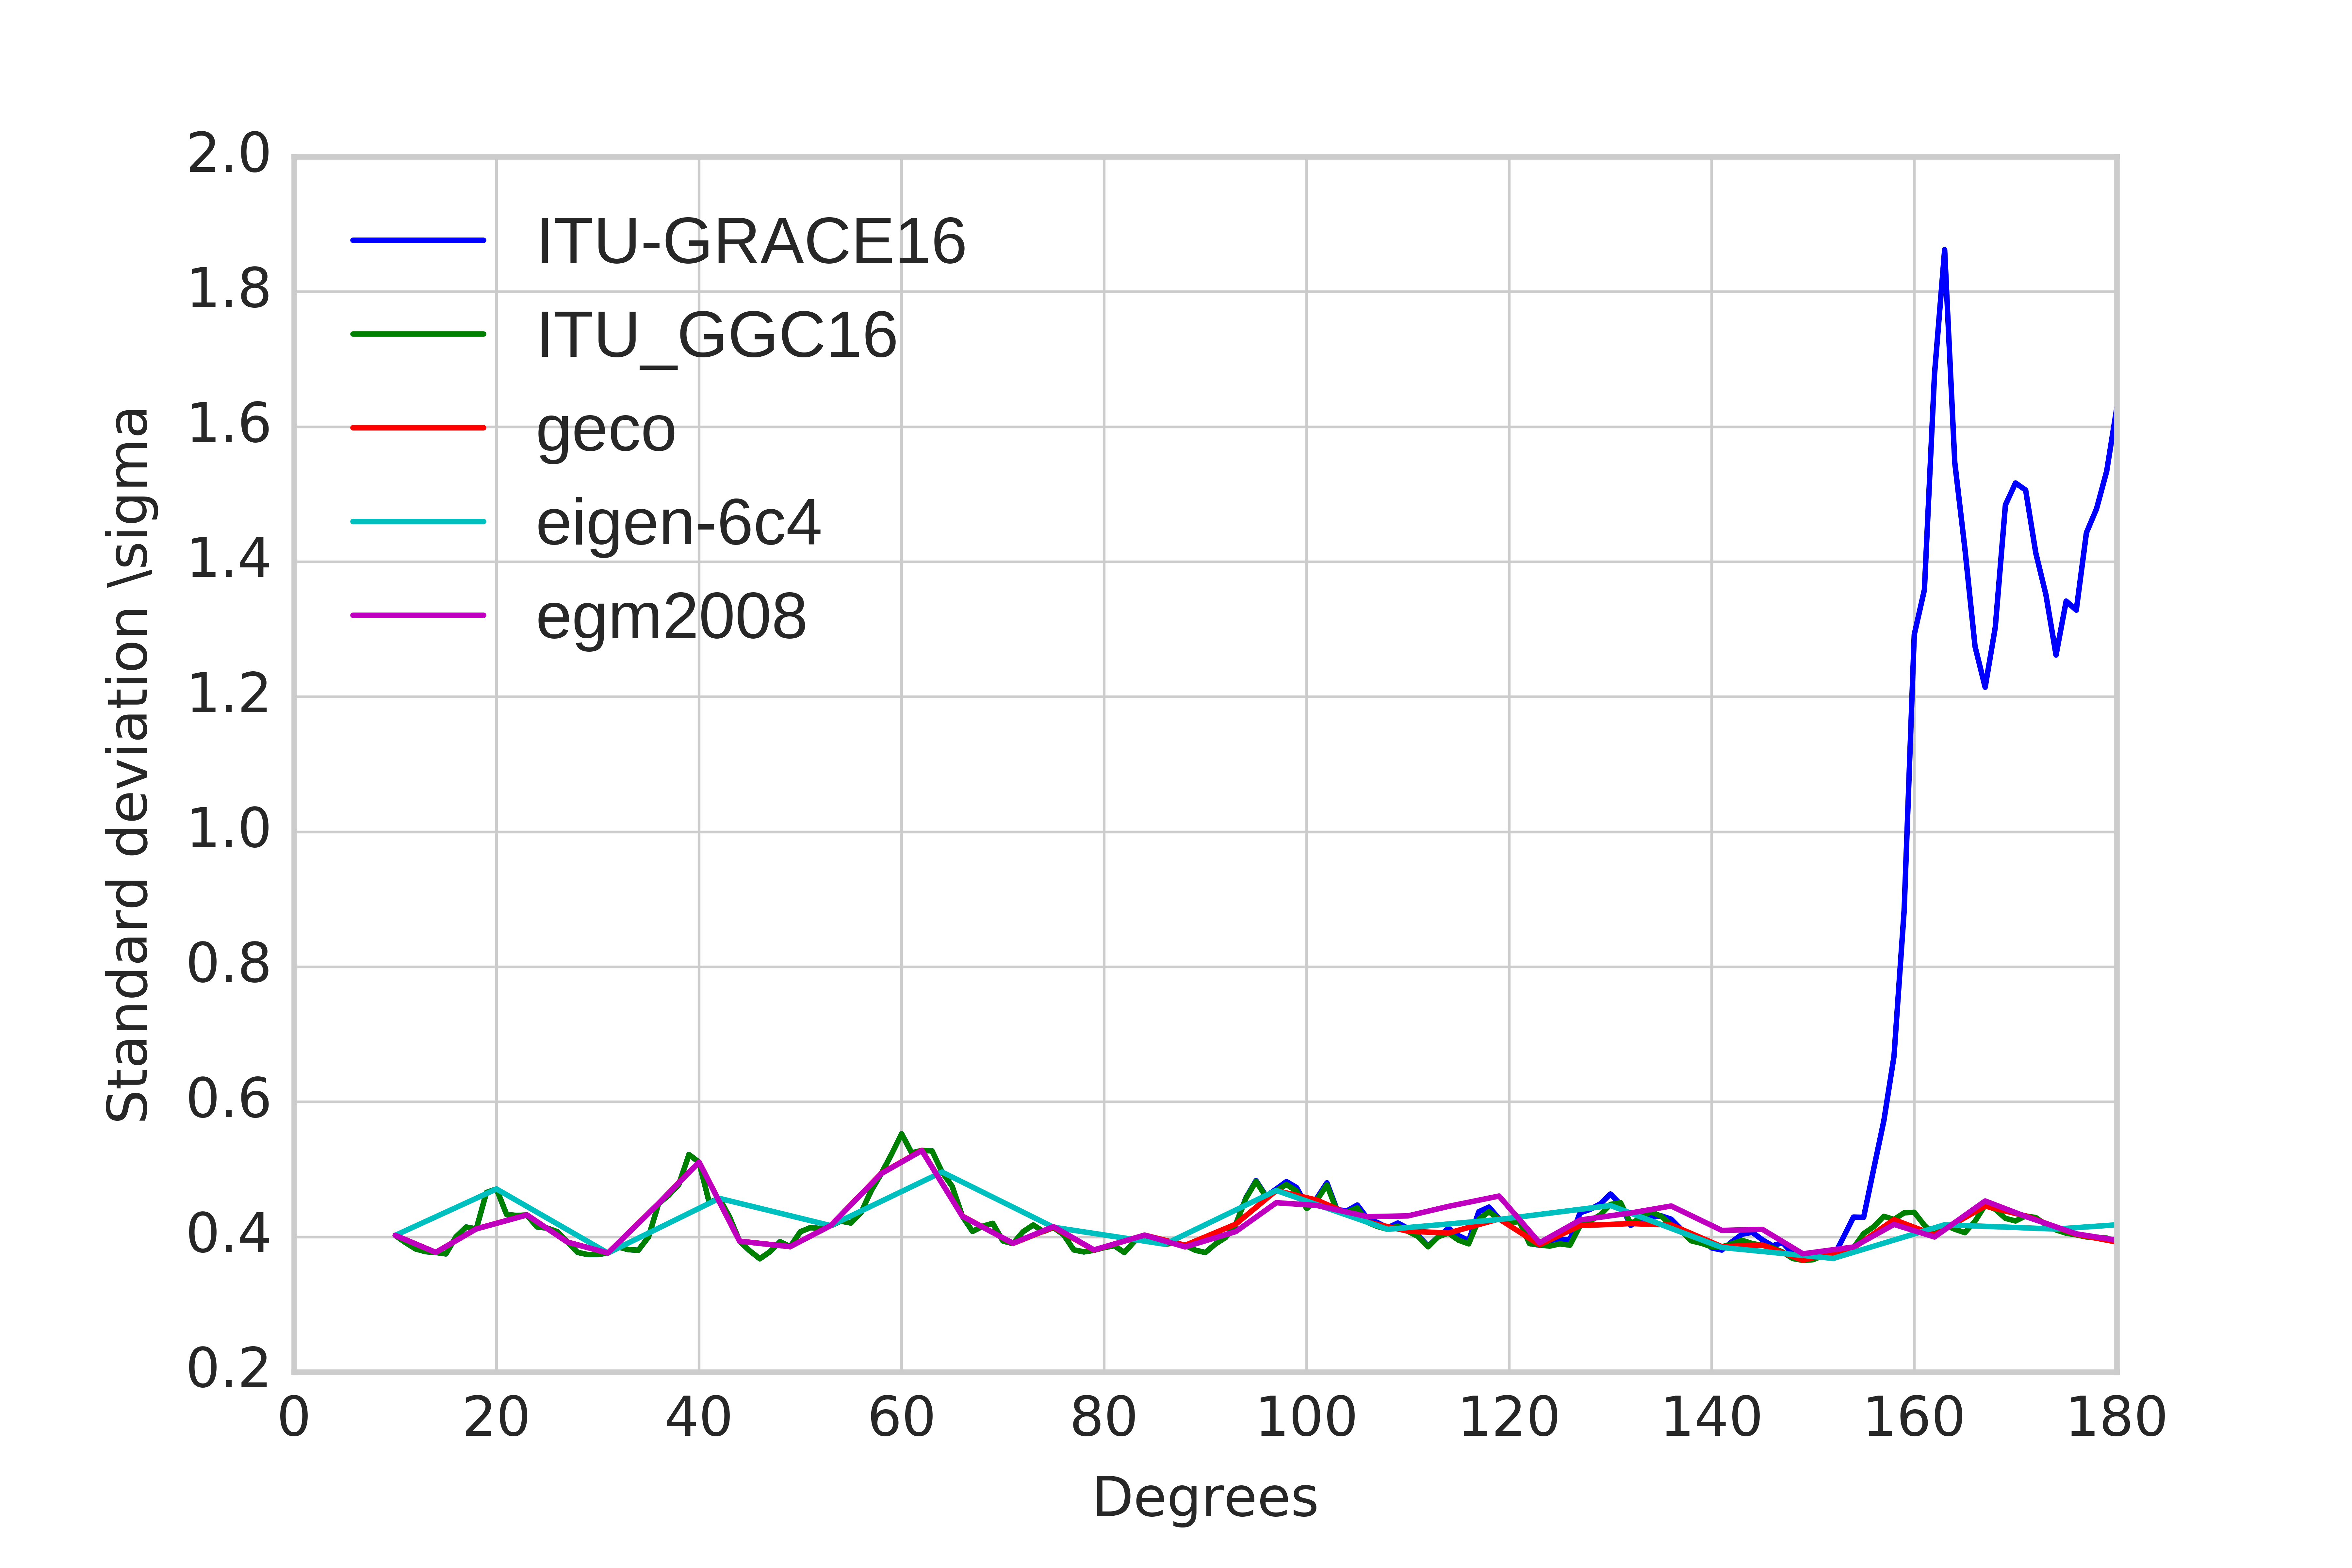 2.0
1.8
1.6
1.4
1.2
1.0
0.8
0.6
0.4
0.2
Standard deviation \sigma
ITU-GRACE16
ITU_GGC16
geco
eigen-6c4
egm2008
0 20 40 60 80 100 120 140 160 180
Degrees